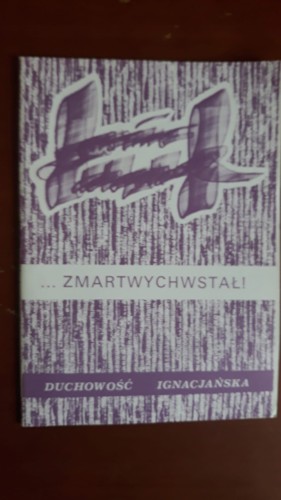 ... ZMARTWYCHWSTAŁ!
DUCHOWOŚĆ IGNACJAŃSKA